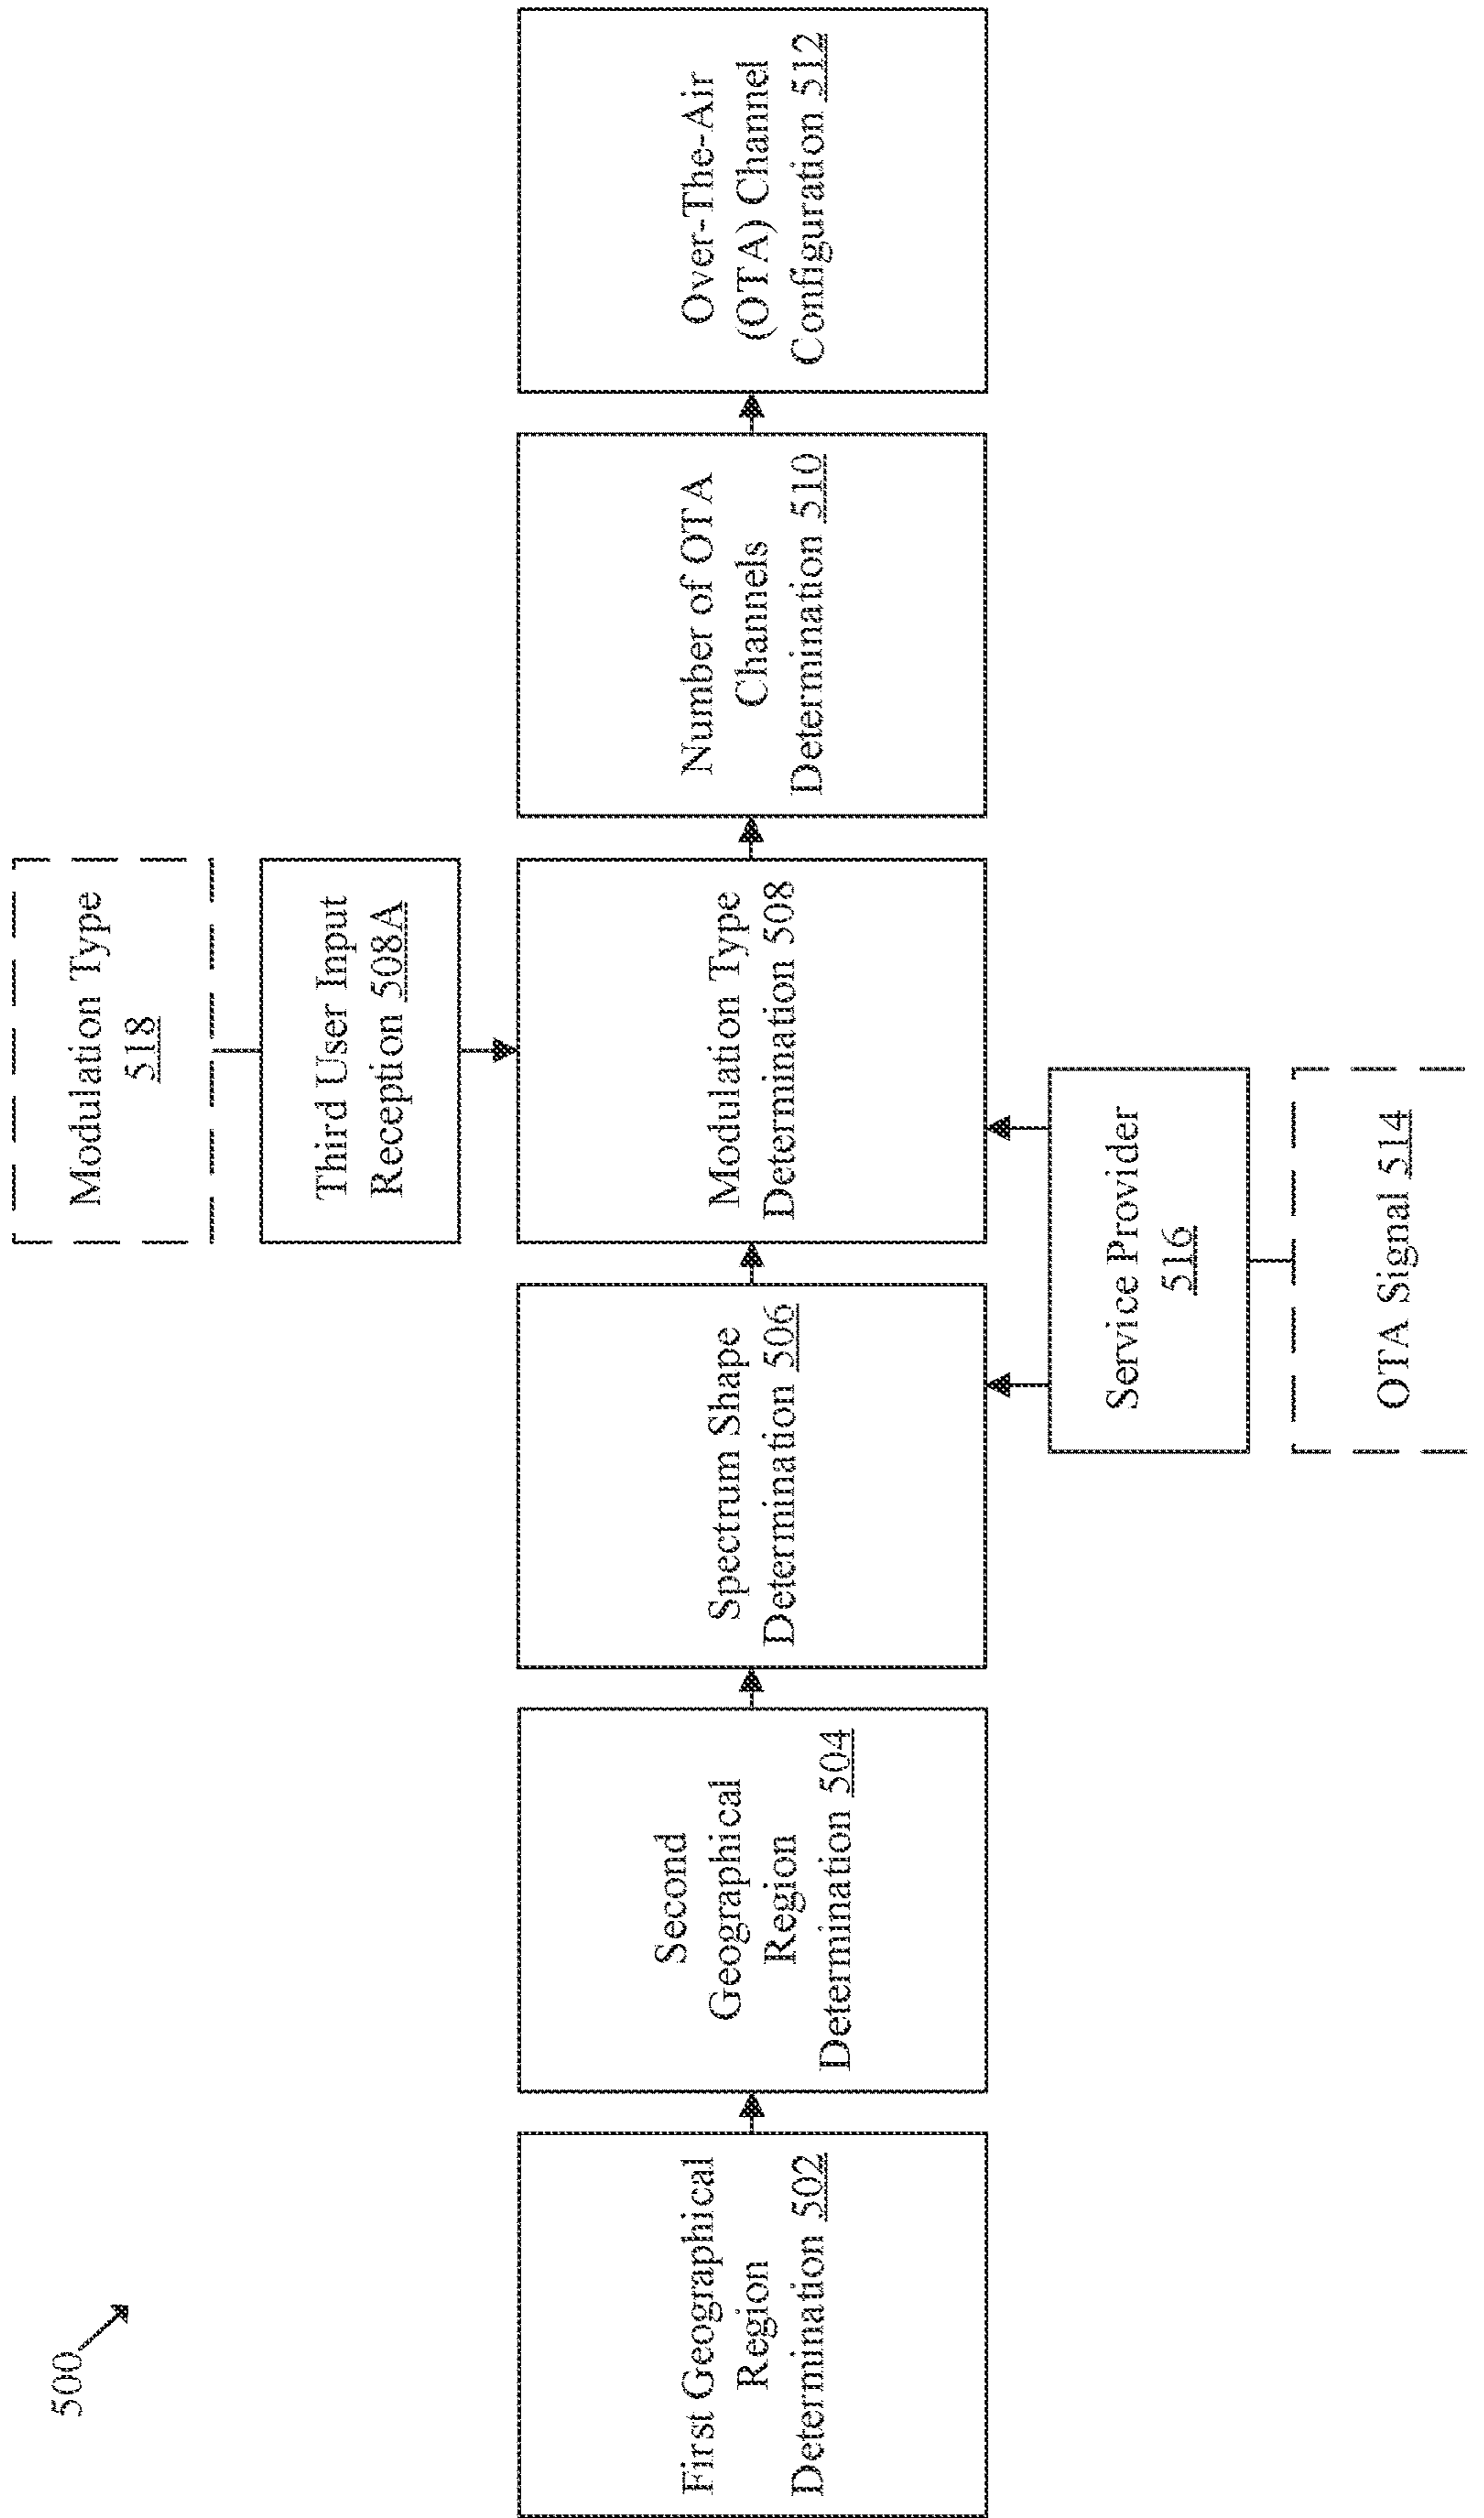 500
Modulation Type
518
Third User Input
Reception 508A
First Geographical
Region
Determination 502
Second
Geographical
Region
Determination 504
Spectrum Shape
Determination 506
Modulation Type
Determination 508
Number of OTA
Channels
Determination 510
Over-The-Air
(OTA) Channel
Configuration 512
Service Provider
516
OTA Signal 514